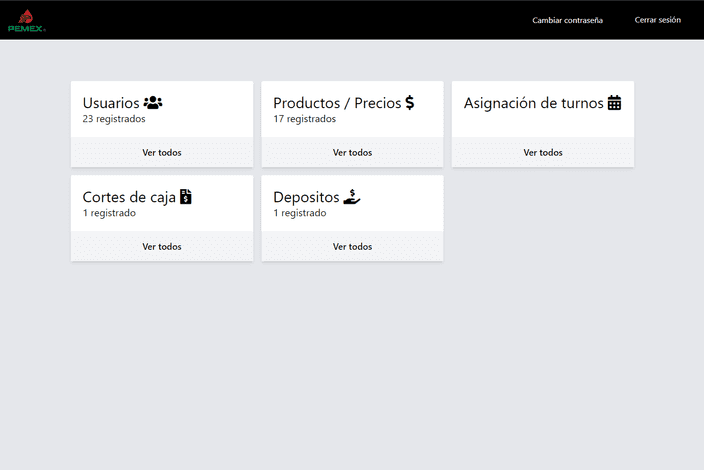 PEMEX
Cambiar contraseña
Cerrar sesión
Usuarios
23 registrados
Ver todos
Productos / Precios
17 registrados
Ver todos
Asignación de turnos
Ver todos
Cortes de caja
1 registrado
Ver todos
Depositos
1 registrado
Ver todos